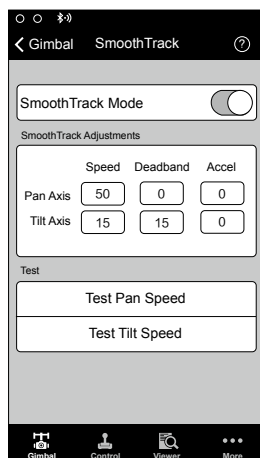 Gimbal SmoothTrack ?
SmoothTrack Mode
SmoothTrack Adjustments
Speed Deadband Accel
Pan Axis 50 0 0
Tilt Axis 15 15 0
Test
Test Pan Speed
Test Tilt Speed
Gimbal Control Viewer More